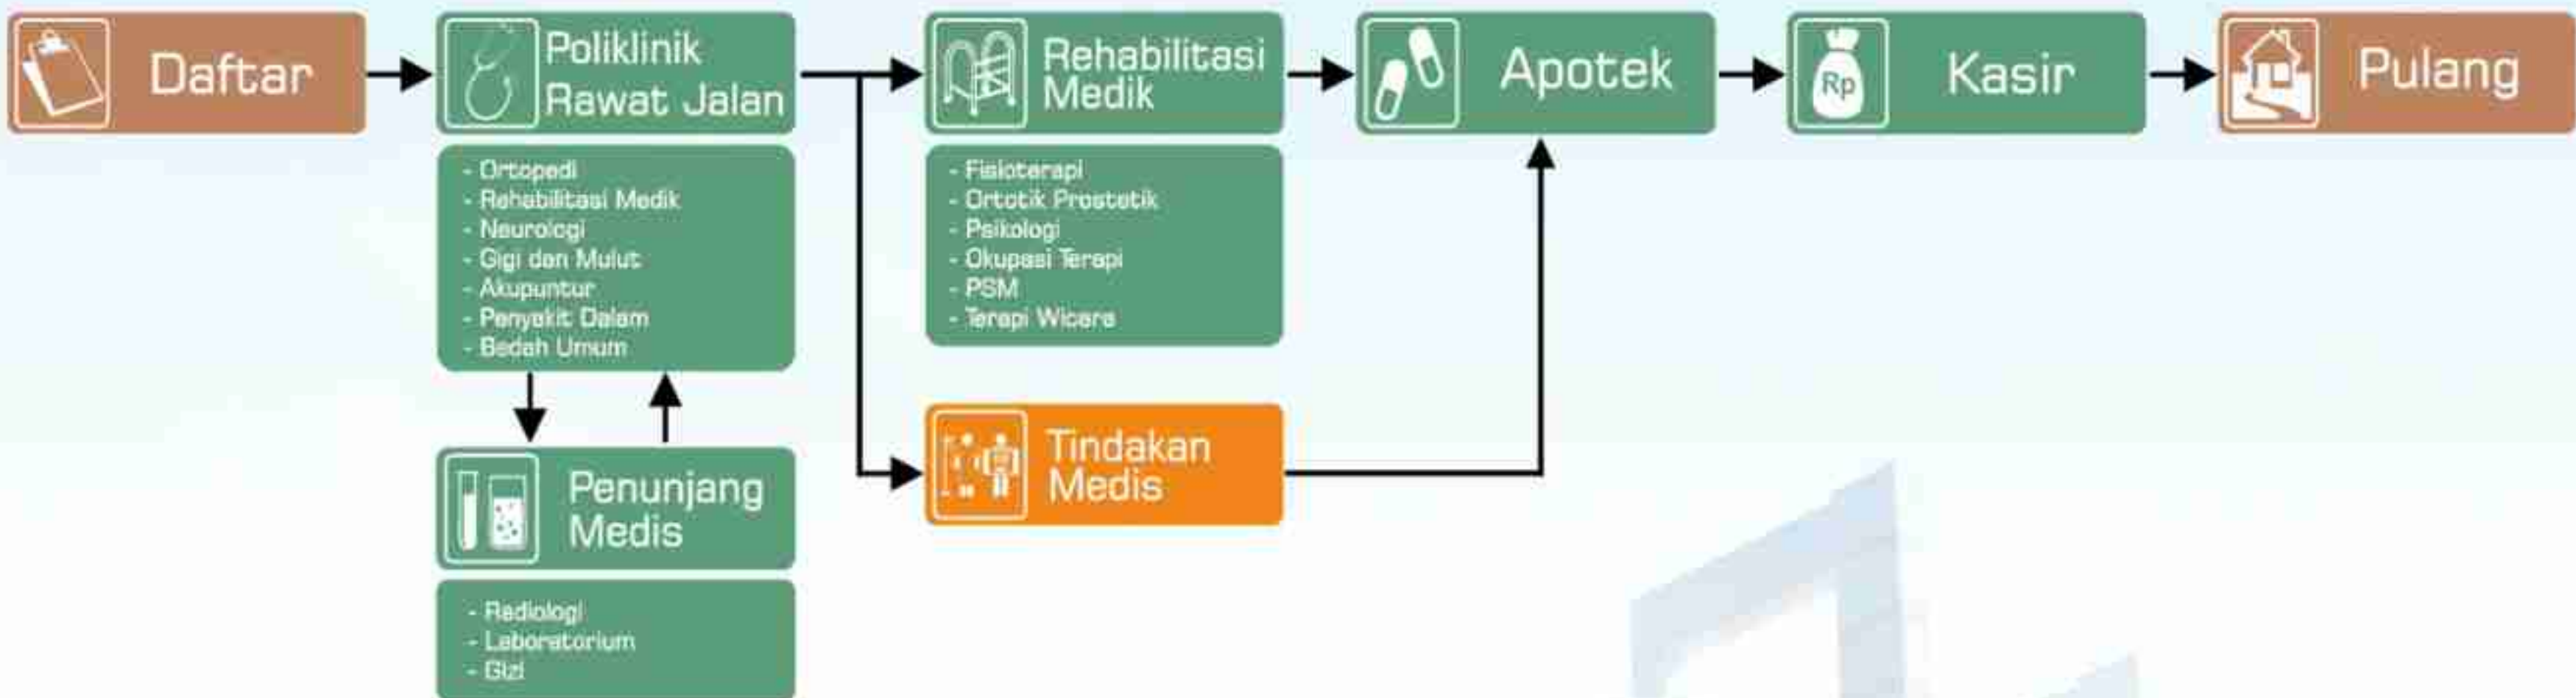 Daftar
Poliklinik
Rawat Jalan
- Ortopedi
- Rehabilitasi Medik
- Neurologi
- Gigi dan Mulut
- Akupuntur
- Penyakit Dalam
- Bedah Umum
Penunjang
Medis
- Radiologi
- Laboratorium
- Gizi
Rehabilitasi
Medik
- Fisioterapi
- Ortotik Prostetik
- Psikologi
- Okupasi Terapi
- PSM
- Terapi Wicara
Tindakan
Medis
Apotek
Rp
Kasir
Pulang